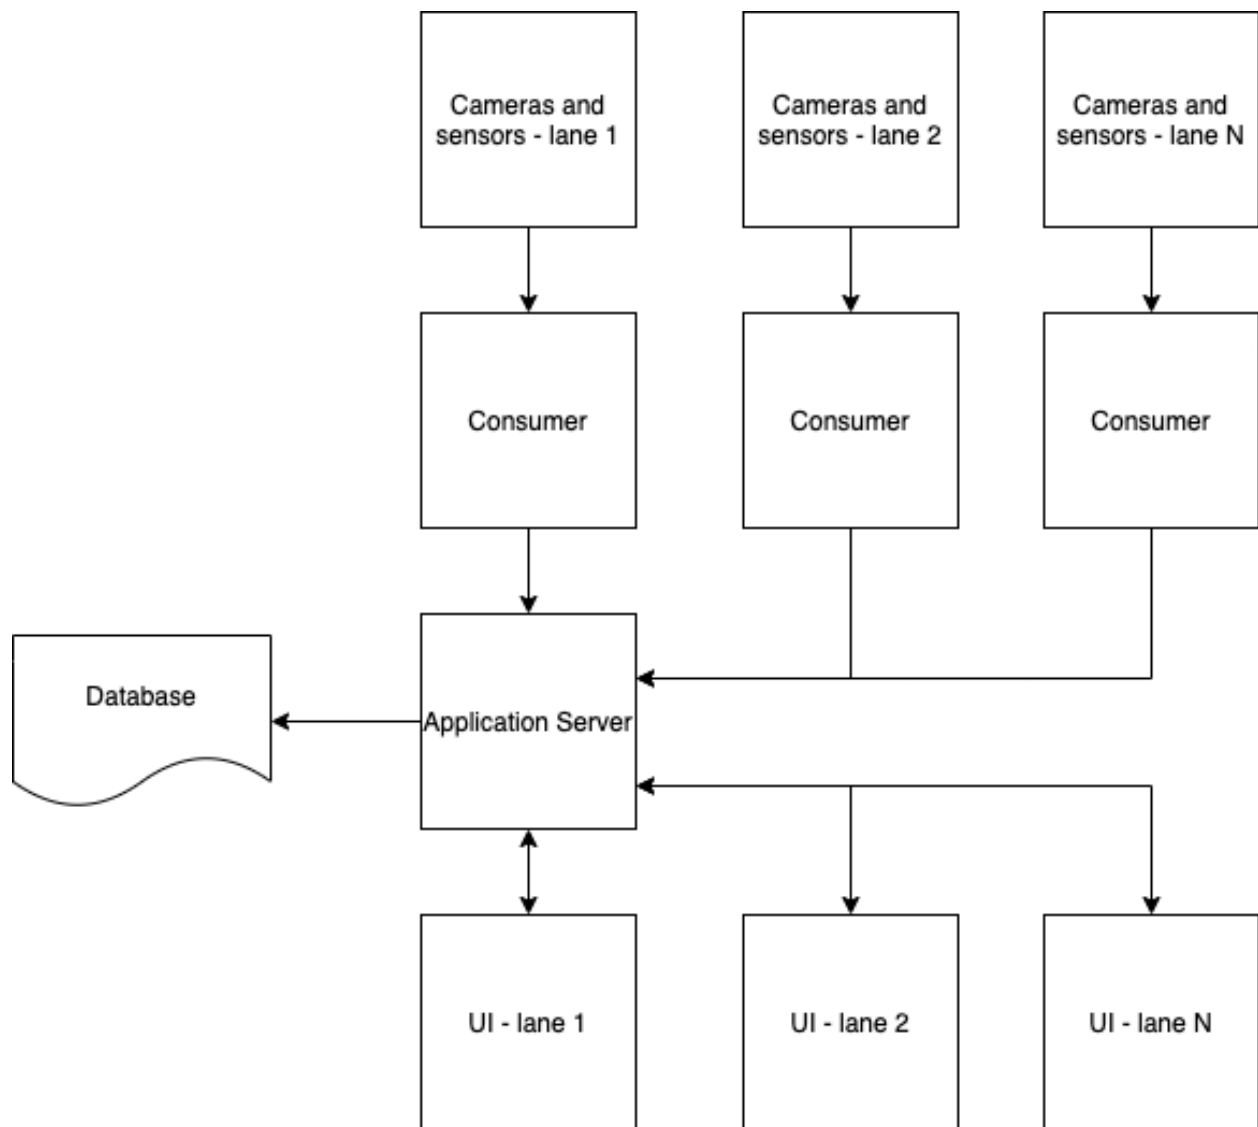 Cameras and
sensors - lane 1
Cameras and
sensors - lane 2
Cameras and
sensors - lane N
Consumer
Consumer
Consumer
Database
Application Server
UI - lane 1
UI - lane 2
UI - lane N